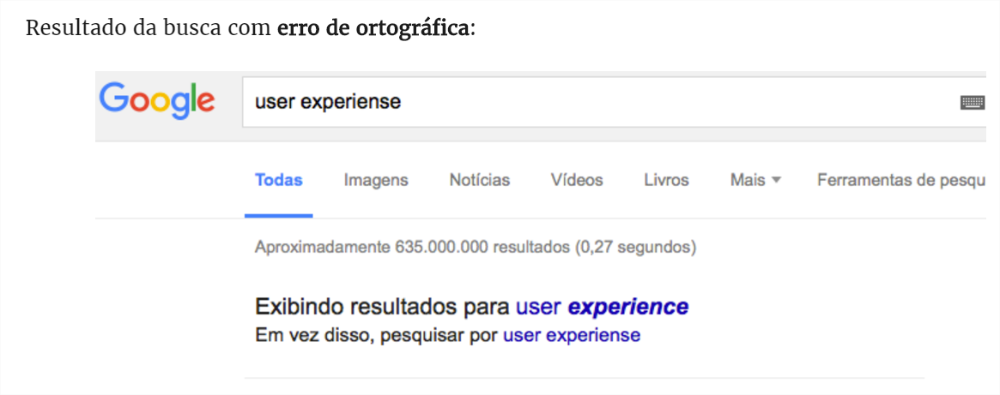 Resultado da busca com erro de ortográfica:
Google
user experiense
Todas Imagens Notícias Vídeos Livros Mais Ferramentas de pesqu
Aproximadamente 635.000.000 resultados (0,27 segundos)
Exibindo resultados para user experience
Em vez disso, pesquisar por user experiense